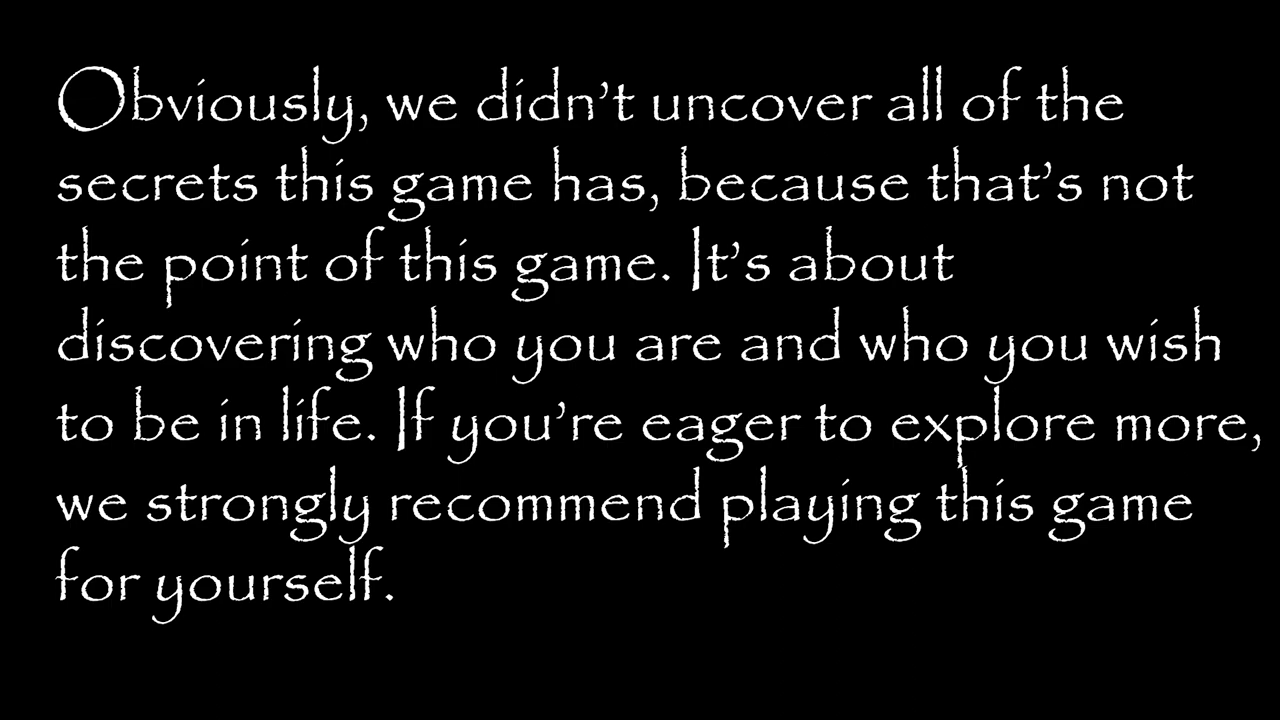 Obviously, we didn’t uncover all of the
secrets this game has, because that’s not
the point of this game. It’s about
discovering who you are and who you wish
to be in life. If you’re eager to explore more,
we strongly recommend playing this game
for yourself.